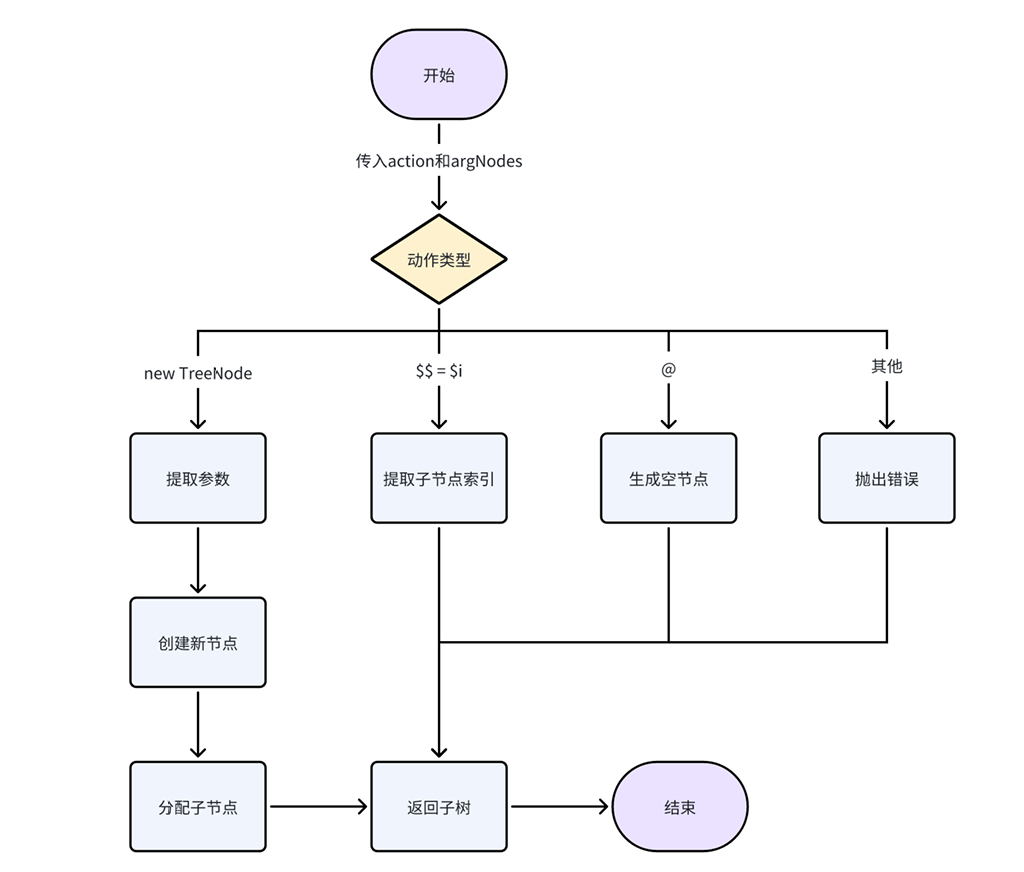 开始
传入action和argNodes
动作类型
new TreeNode
$$ = $i
@
其他
提取参数
提取子节点索引
生成空节点
抛出错误
创建新节点
分配子节点
返回子树
结束